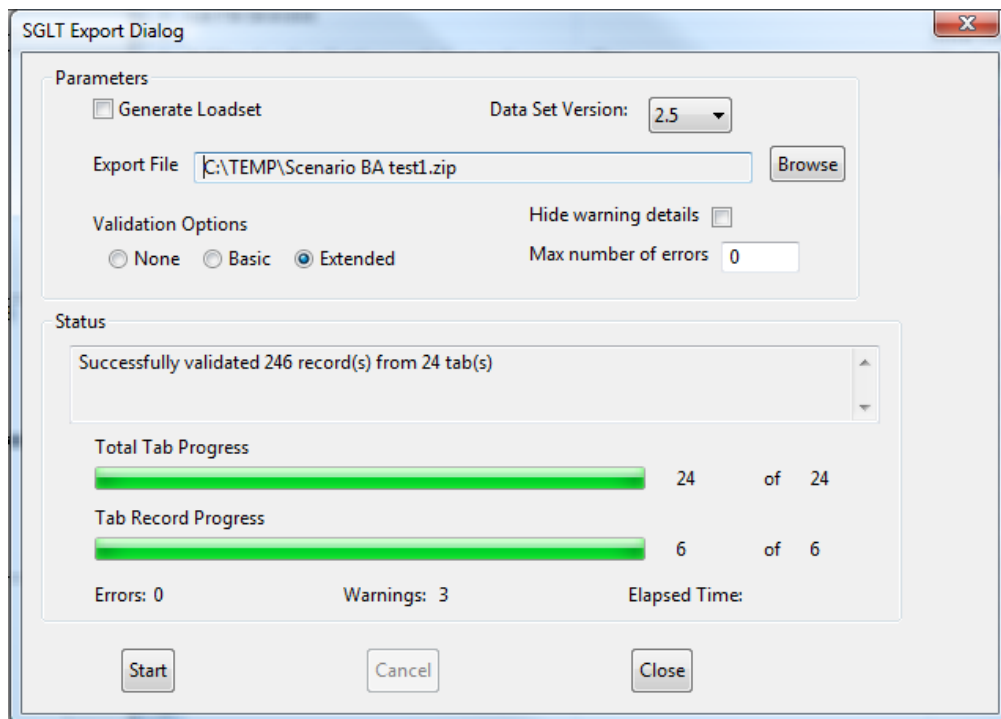 SGLT Export Dialog
Parameters
Generate Loadset
Data Set Version: 2.5
Export File C:\TEMP\Scenario BA test1.zip Browse
Hide warning details
Validation Options
None Basic Extended
Max number of errors 0
Status
Successfully validated 246 record(s) from 24 tab(s)
Total Tab Progress
24 of 24
Tab Record Progress
6 of 6
Errors: 0 Warnings: 3 Elapsed Time:
Start Cancel Close